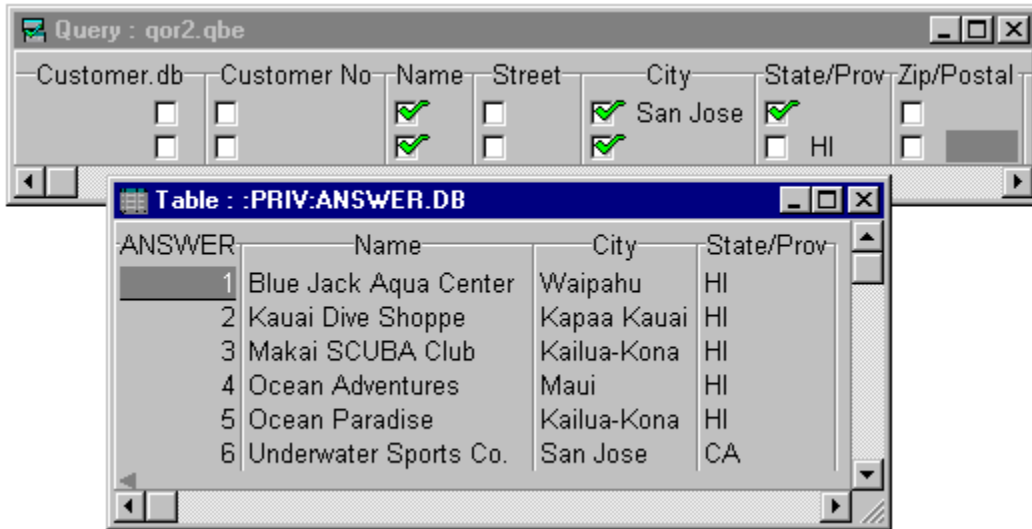 Query : qor2.qbe
Customer.db Customer No Name Street City State/Prov Zip/Postal
San Jose
HI
Table : :PRIV:ANSWER.DB
ANSWER Name City State/Prov
1 Blue Jack Aqua Center Waipahu HI
2 Kauai Dive Shoppe Kapaa Kauai HI
3 Makai SCUBA Club Kailua-Kona HI
4 Ocean Adventures Maui HI
5 Ocean Paradise Kailua-Kona HI
6 Underwater Sports Co. San Jose CA